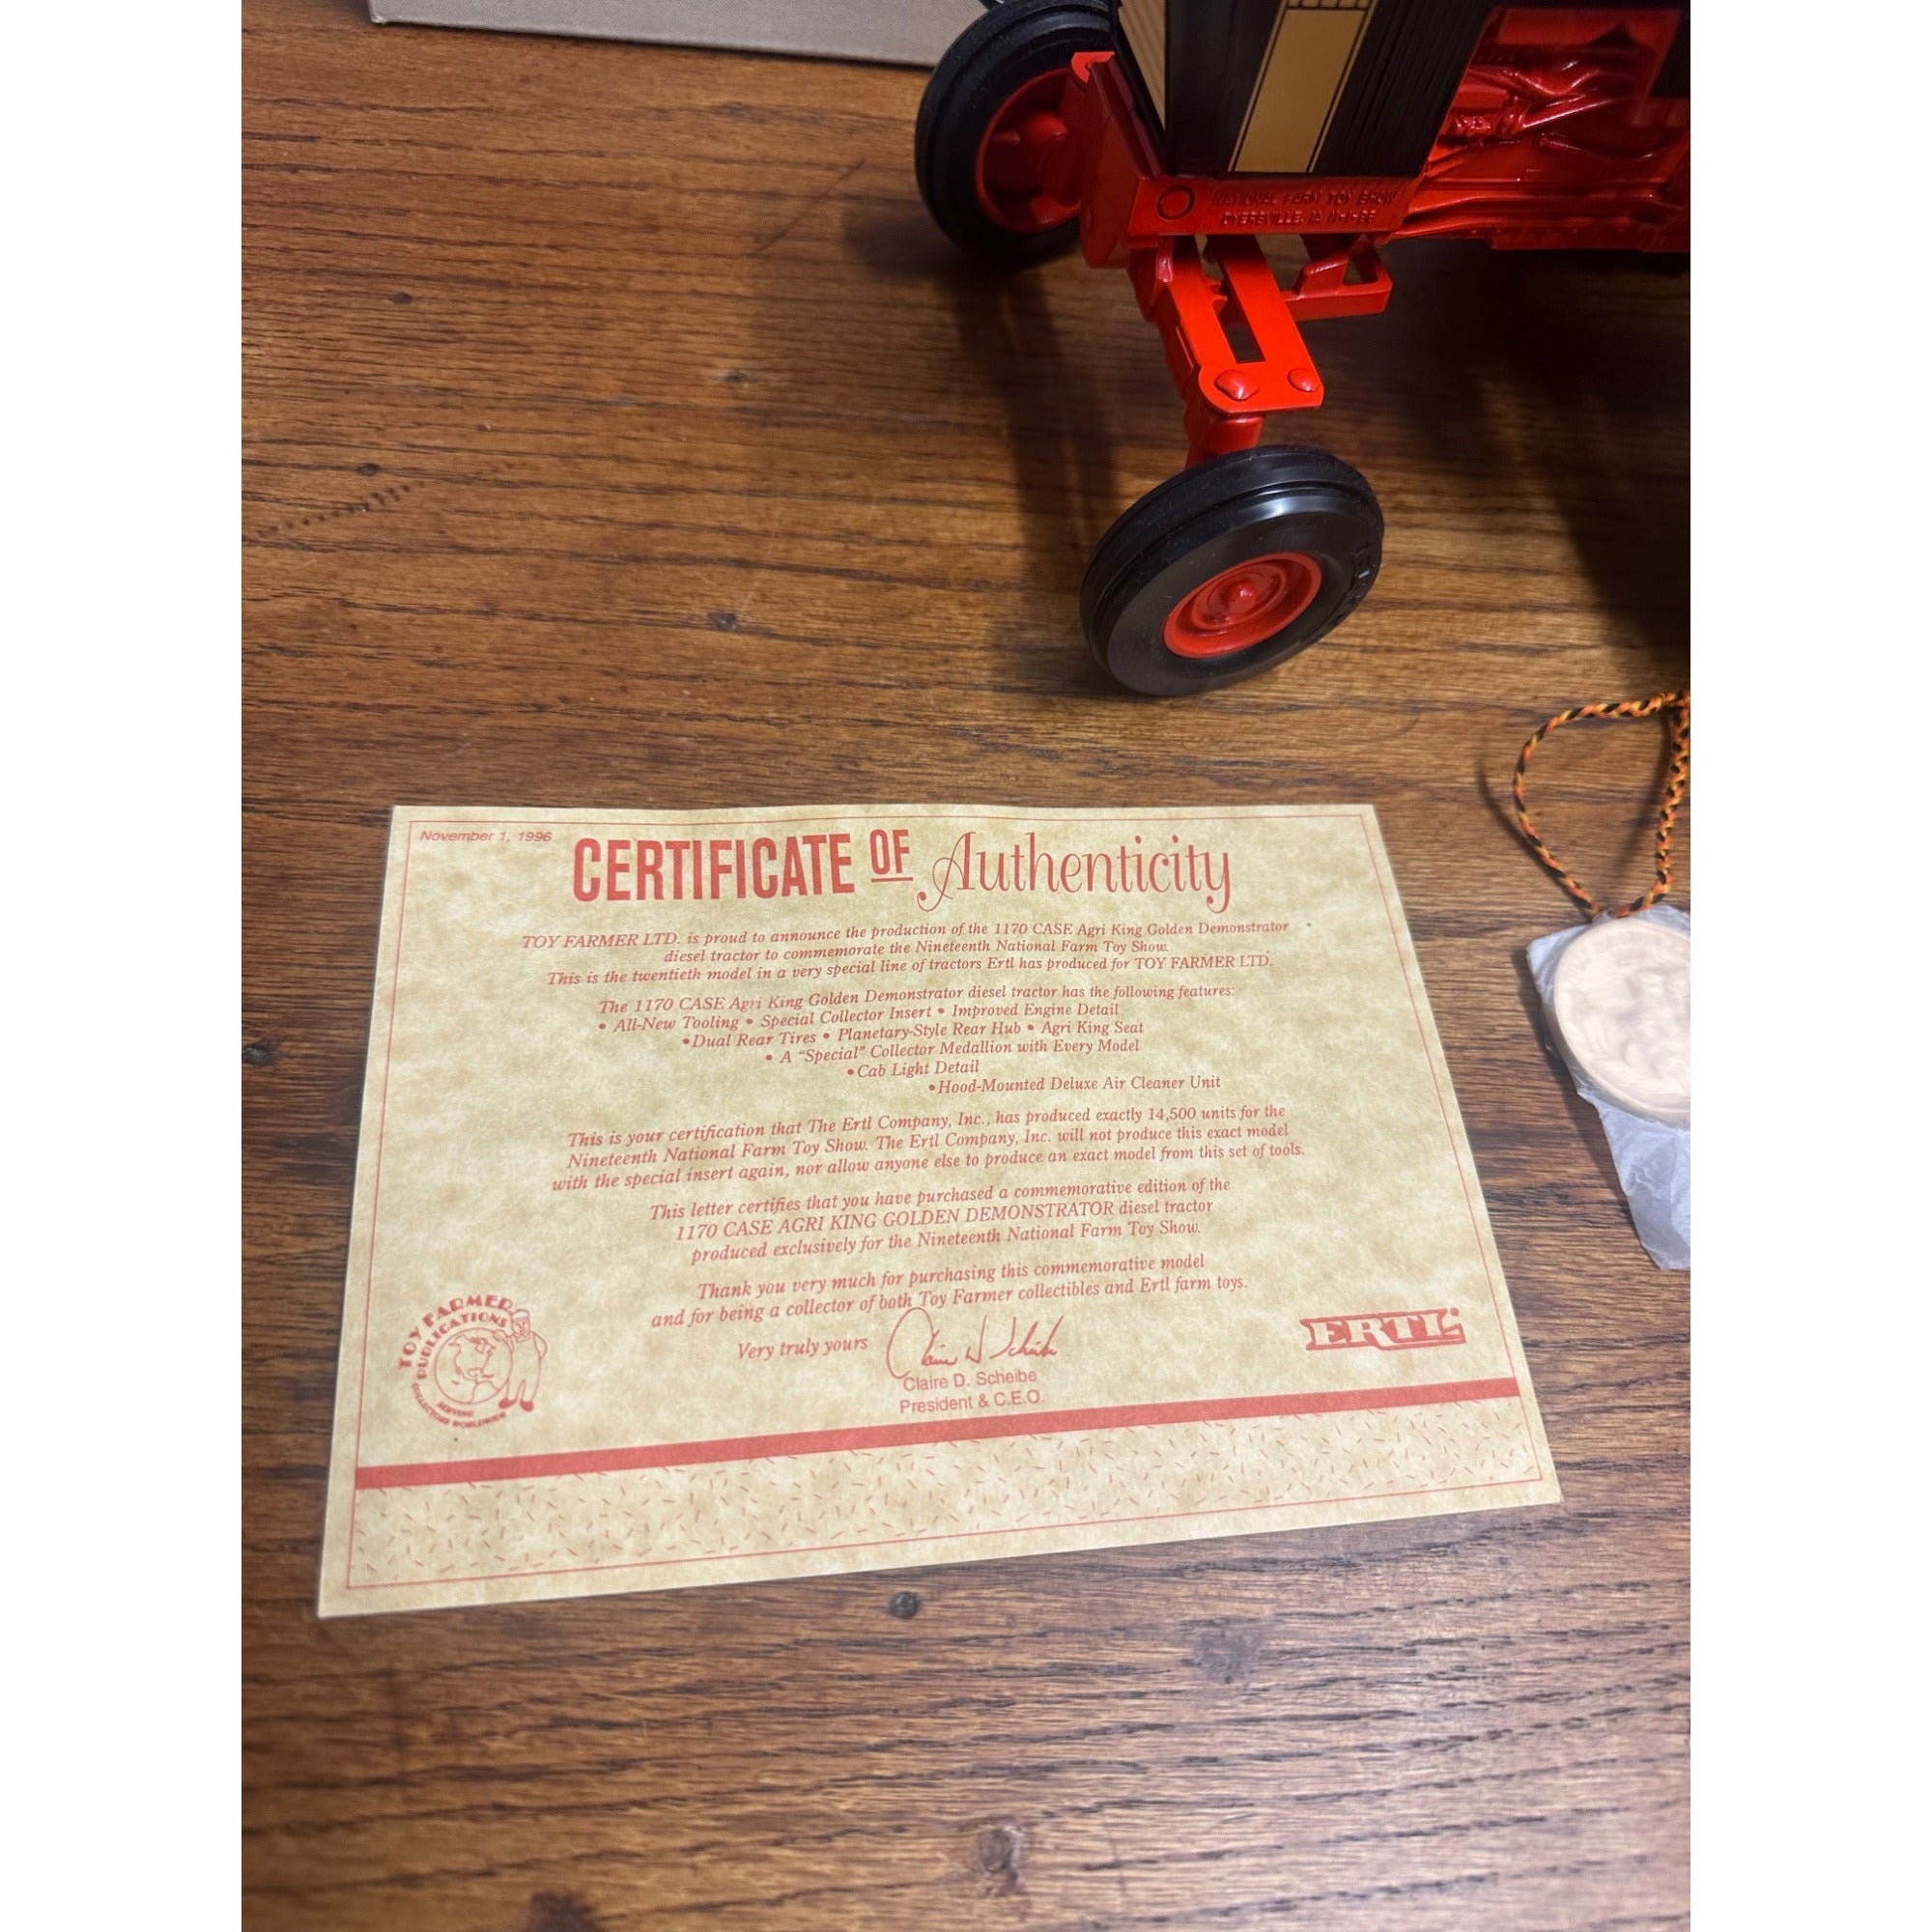 NATIONAL FARM TOY SHOW
DYERSVILLE, IA 11-1-96
November 1, 1996
CERTIFICATE OF Authenticity
TOY FARMER LTD. is proud to announce the production of the 1170 CASE Agri King Golden Demonstrator
diesel tractor to commemorate the Nineteenth National Farm Toy Show.
This is the twentieth model in a very special line of tractors Ertl has produced for TOY FARMER LTD.
The 1170 CASE Agri King Golden Demonstrator diesel tractor has the following features:
• All-New Tooling • Special Collector Insert • Improved Engine Detail
•Dual Rear Tires • Planetary-Style Rear Hub • Agri King Seat
• A "Special" Collector Medallion with Every Model
•Cab Light Detail
•Hood-Mounted Deluxe Air Cleaner Unit
This is your certification that The Ertl Company, Inc., has produced exactly 14,500 units for the
Nineteenth National Farm Toy Show. The Ertl Company, Inc. will not produce this exact model
with the special insert again, nor allow anyone else to produce an exact model from this set of tools.
This letter certifies that you have purchased a commemorative edition of the
1170 CASE AGRI KING GOLDEN DEMONSTRATOR diesel tractor
produced exclusively for the Nineteenth National Farm Toy Show.
Thank you very much for purchasing this commemorative model
and for being a collector of both Toy Farmer collectibles and Ertl farm toys.
Very truly yours
Claire D. Scheibe
Claire D. Scheibe
President & C.E.O.
TOY FARMER
PUBLICATIONS
SERVING
COLLECTORS WORLDWIDE
ERTL